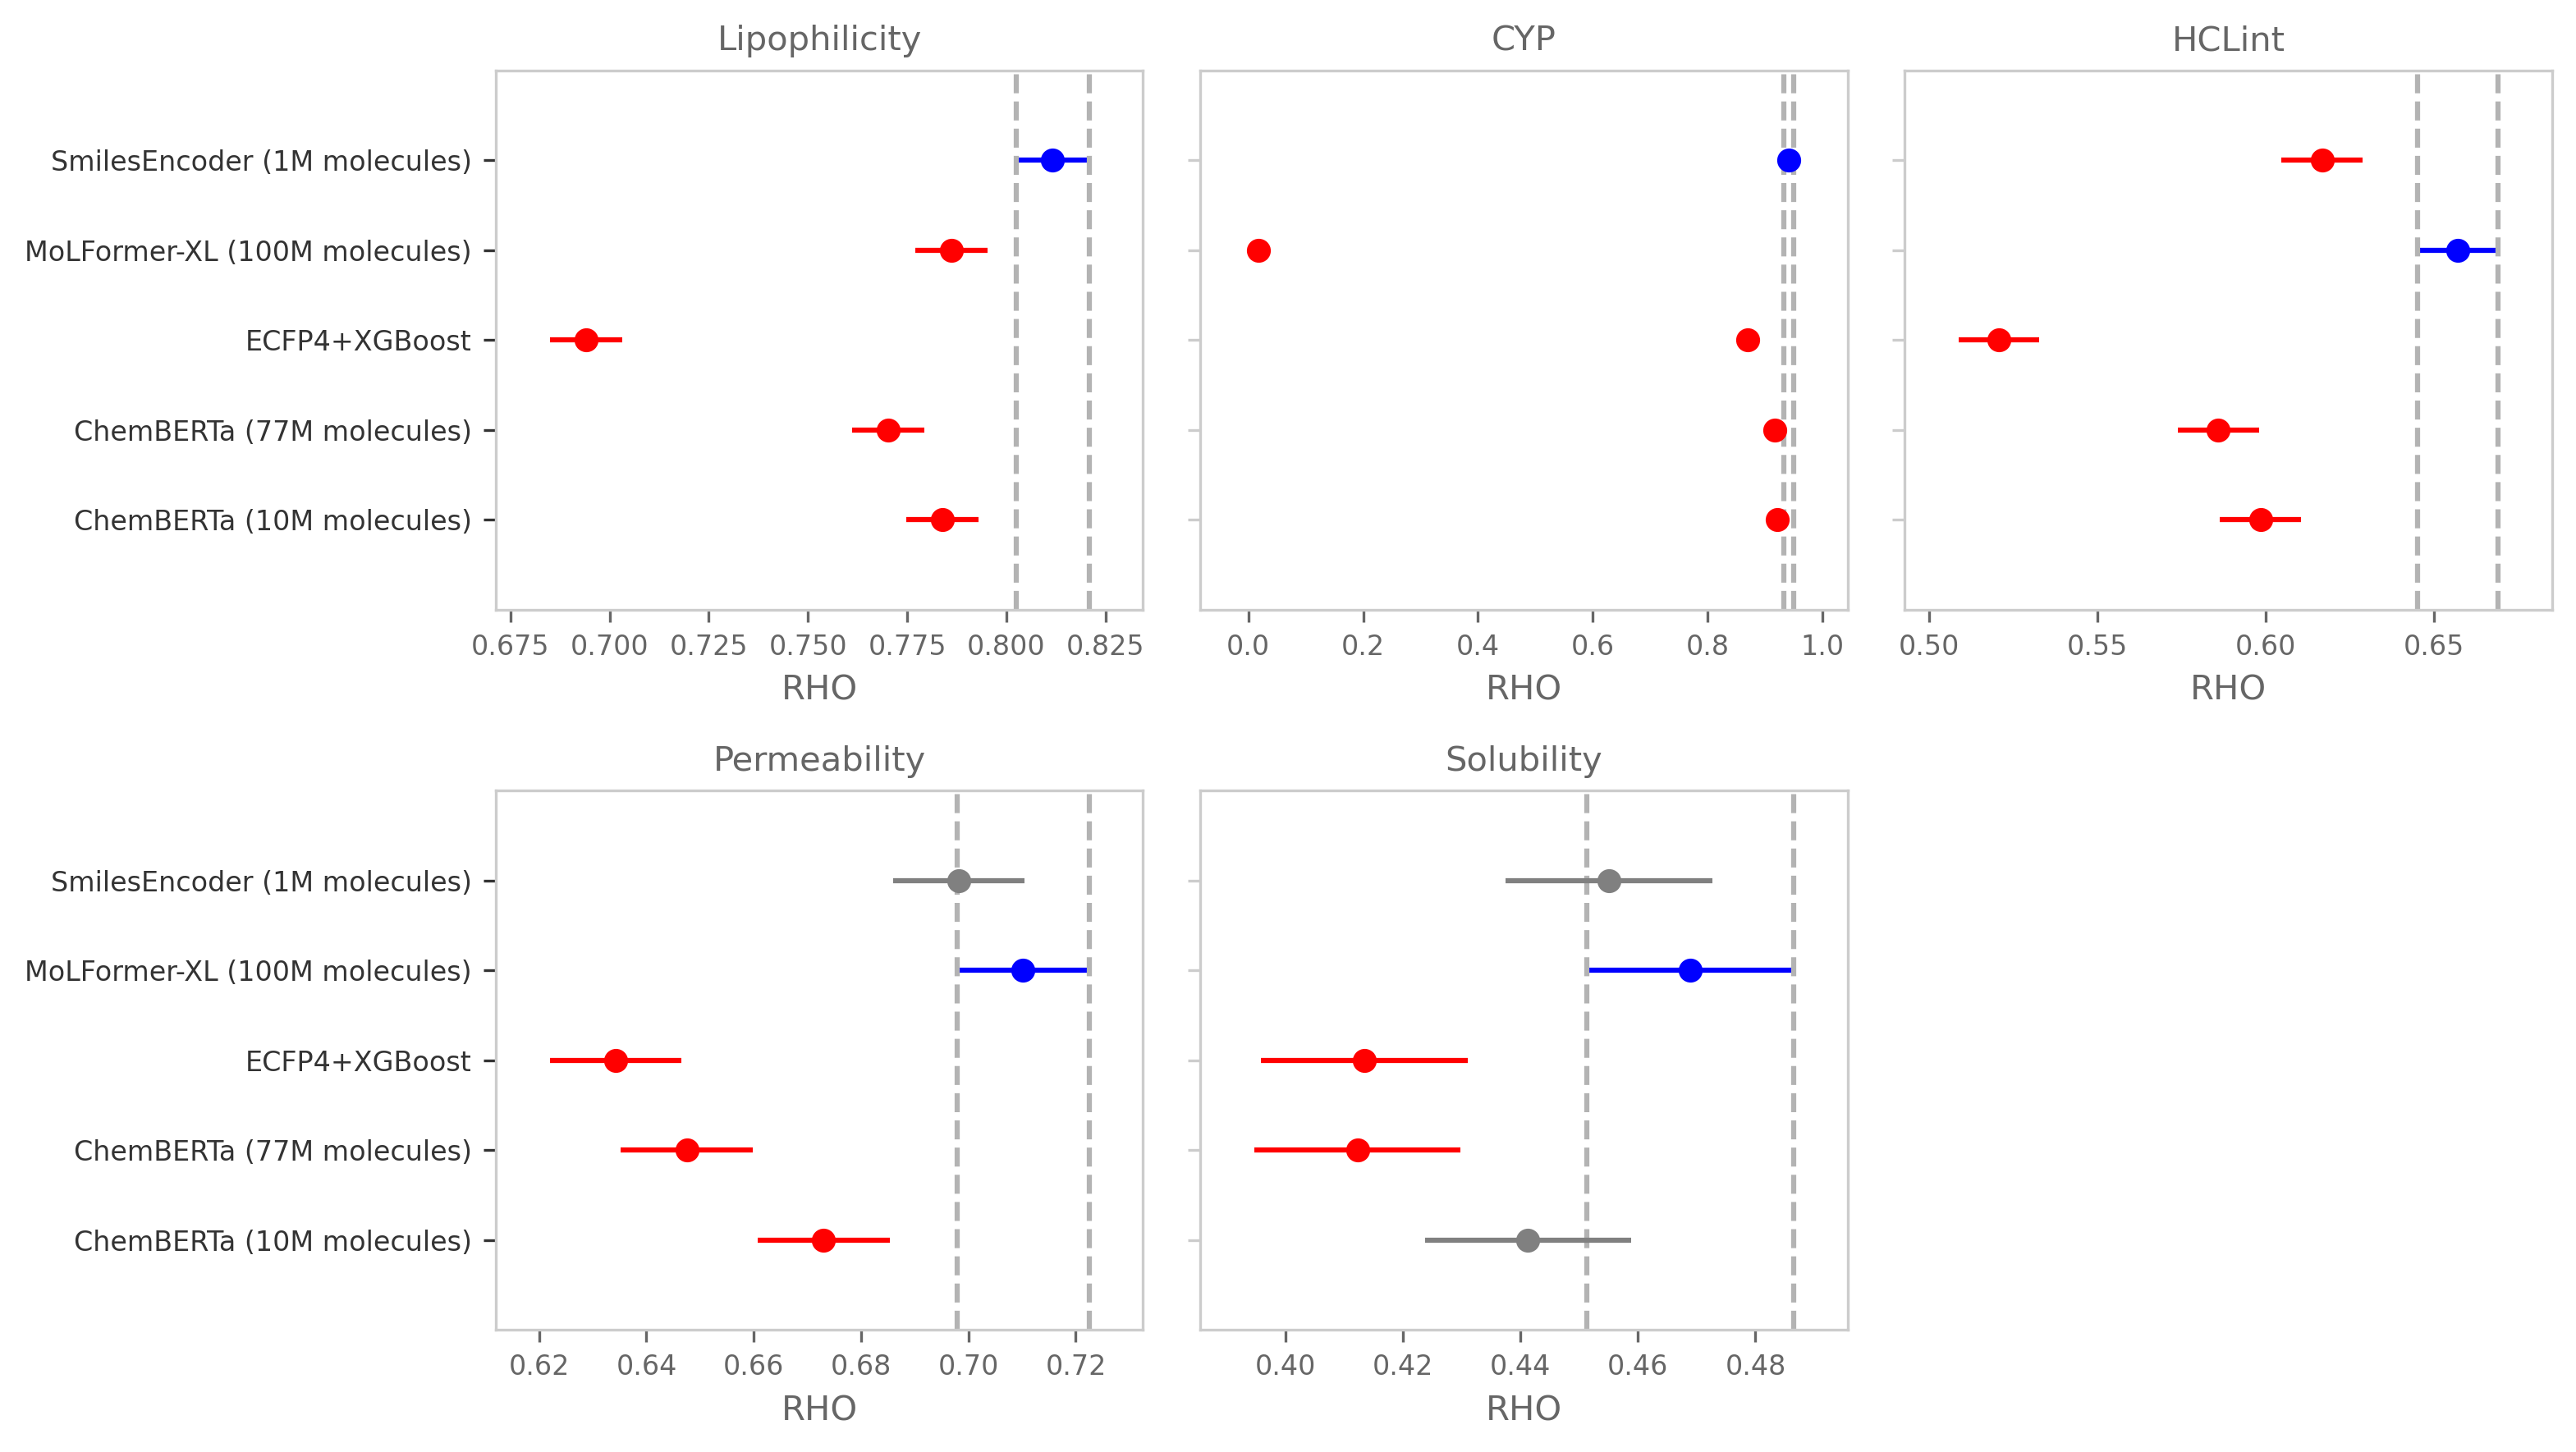 Lipophilicity
CYP
HCLint
SmilesEncoder (1M molecules)
MoLFormer-XL (100M molecules)
ECFP4+XGBoost
ChemBERTa (77M molecules)
ChemBERTa (10M molecules)
0.675 0.700 0.725 0.750 0.775 0.800 0.825
0.0 0.2 0.4 0.6 0.8 1.0
0.50 0.55 0.60 0.65
RHO
RHO
RHO
Permeability
Solubility
SmilesEncoder (1M molecules)
MoLFormer-XL (100M molecules)
ECFP4+XGBoost
ChemBERTa (77M molecules)
ChemBERTa (10M molecules)
0.62 0.64 0.66 0.68 0.70 0.72
0.40 0.42 0.44 0.46 0.48
RHO
RHO